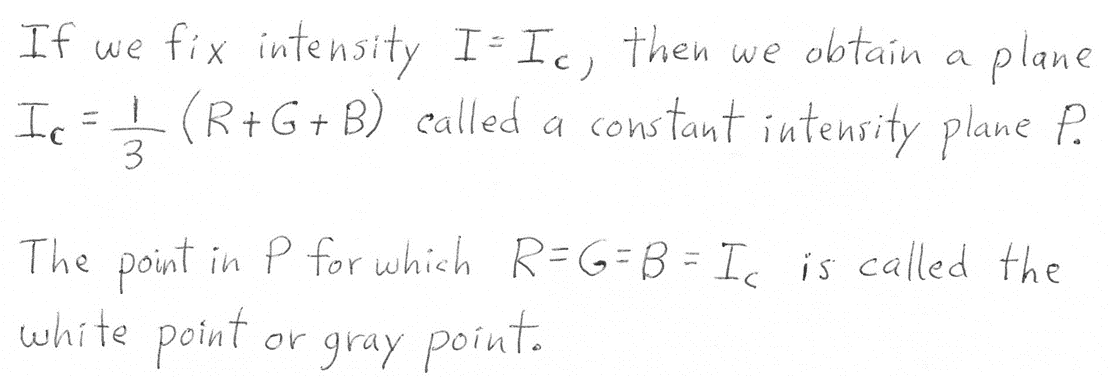 If we fix intensity I = I_c, then we obtain a plane
I_c = 1/3 (R+G+B) called a constant intensity plane P.
The point in P for which R=G=B = I_c is called the
white point or gray point.